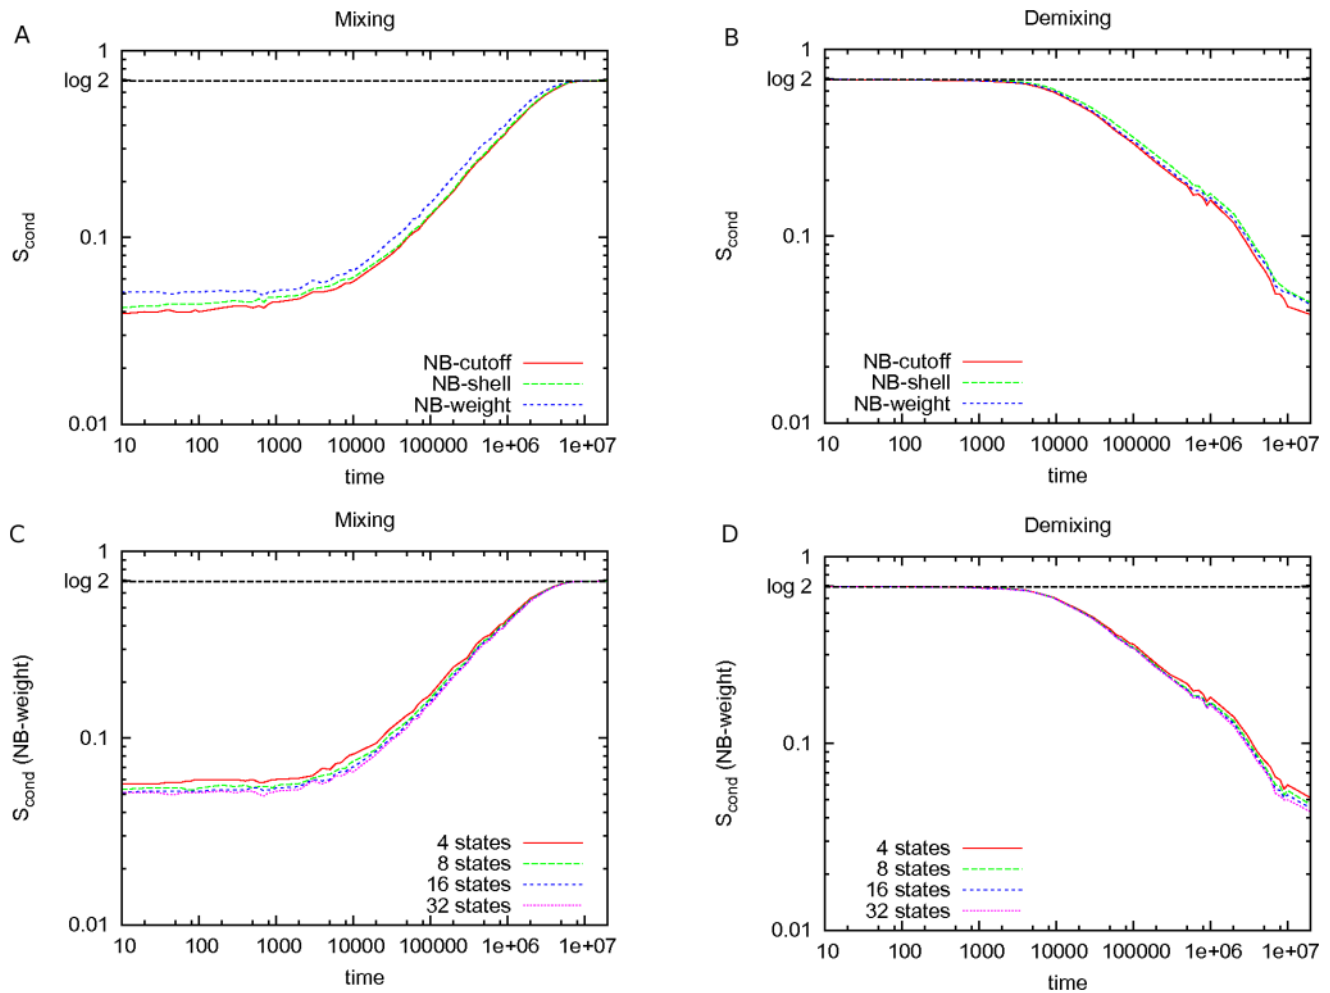 A
Mixing
1
log 2
0.1
0.01
S_cond
NB-cutoff
NB-shell
NB-weight
10 100 1000 10000 100000 1e+06 1e+07
time
B
Demixing
1
log 2
0.1
0.01
S_cond
NB-cutoff
NB-shell
NB-weight
10 100 1000 10000 100000 1e+06 1e+07
time
C
Mixing
1
log 2
0.1
0.01
S_cond (NB-weight)
4 states
8 states
16 states
32 states
10 100 1000 10000 100000 1e+06 1e+07
time
D
Demixing
1
log 2
0.1
0.01
S_cond (NB-weight)
4 states
8 states
16 states
32 states
10 100 1000 10000 100000 1e+06 1e+07
time